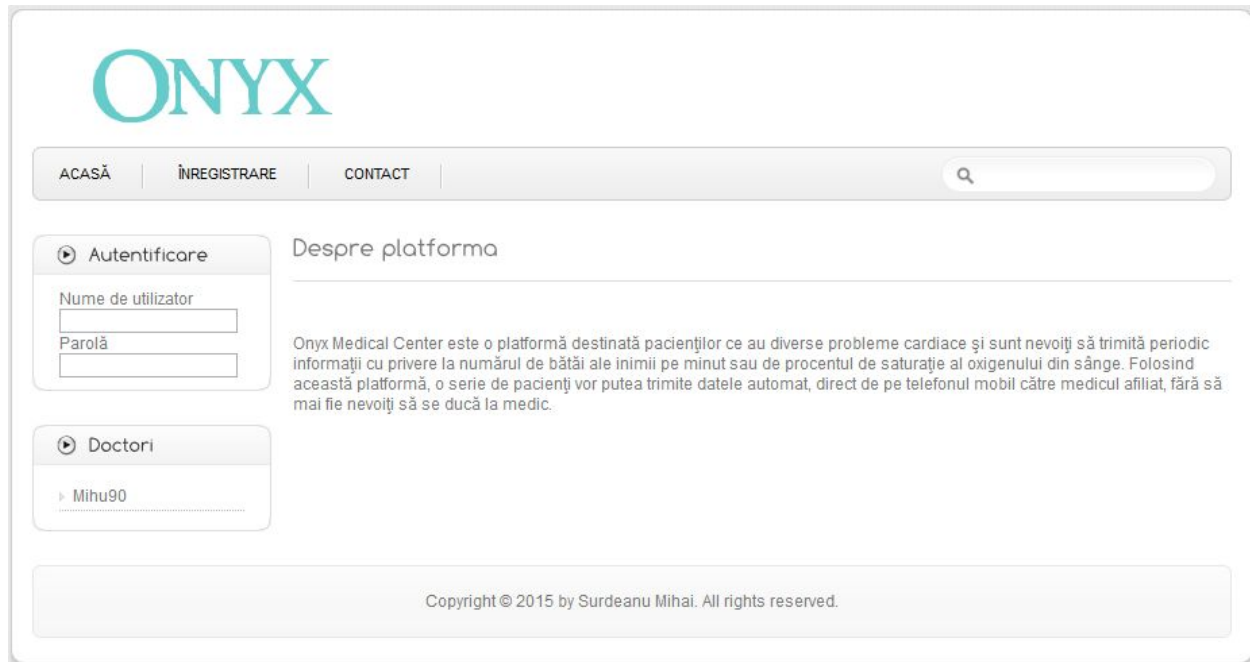 ONYX
ACASĂ ÎNREGISTRARE CONTACT
Autentificare
Nume de utilizator
Parolă
Doctori
Mihu90
Despre platforma
Onyx Medical Center este o platformă destinată pacienţilor ce au diverse probleme cardiace şi sunt nevoiţi să trimită periodic
informaţii cu privire la numărul de bătăi ale inimii pe minut sau de procentul de saturaţie al oxigenului din sânge. Folosind
această platformă, o serie de pacienţi vor putea trimite datele automat, direct de pe telefonul mobil către medicul afiliat, fără să
mai fie nevoiţi să se ducă la medic.
Copyright © 2015 by Surdeanu Mihai. All rights reserved.